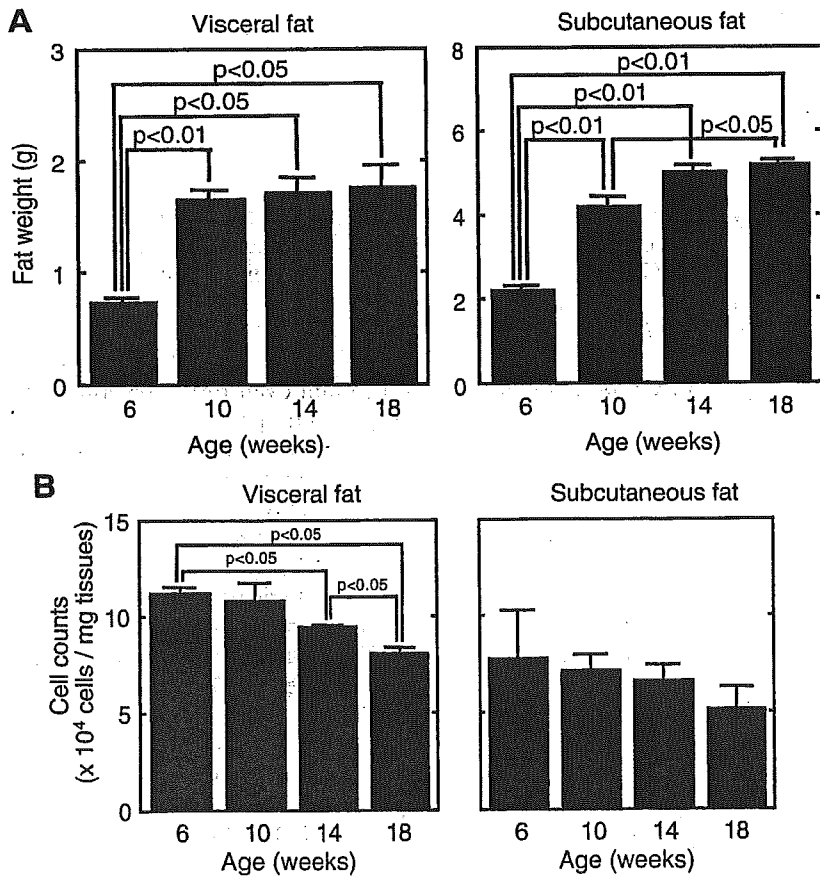 A
Visceral fat
Subcutaneous fat
Fat weight (g)
3
2
1
0
p<0.05
p<0.05
p<0.01
6 10 14 18
Age (weeks)
8
6
4
2
0
p<0.01
p<0.01
p<0.01
p<0.05
6 10 14 18
Age (weeks)
B
Visceral fat
Subcutaneous fat
Cell counts
(x 10⁴ cells / mg tissues)
15
10
5
0
p<0.05
p<0.05
p<0.05
6 10 14 18
Age (weeks)
6 10 14 18
Age (weeks)